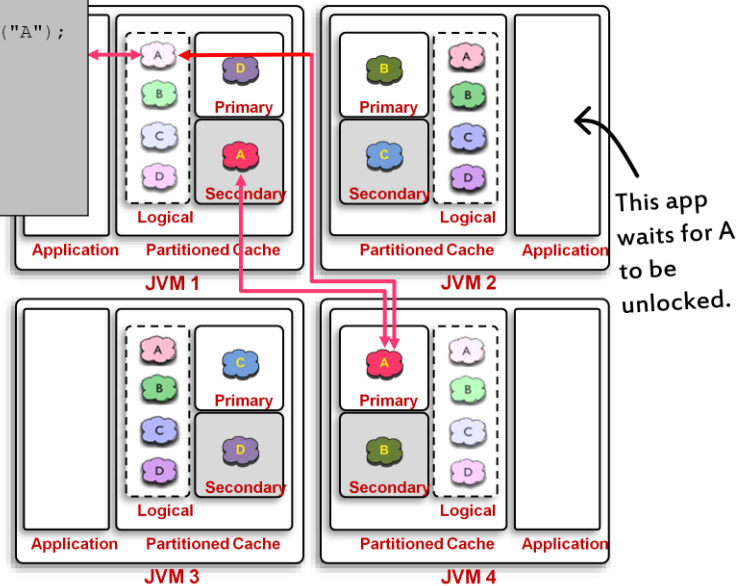 ("A");
A
B
C
D
Logical
D
Primary
A
Secondary
Application
Partitioned Cache
JVM 1
B
Primary
C
Secondary
A
B
C
D
Logical
Partitioned Cache
Application
JVM 2
This app
waits for A
to be
unlocked.
A
B
C
D
Logical
C
Primary
D
Secondary
Application
Partitioned Cache
JVM 3
A
Primary
B
Secondary
A
B
C
D
Logical
Partitioned Cache
Application
JVM 4